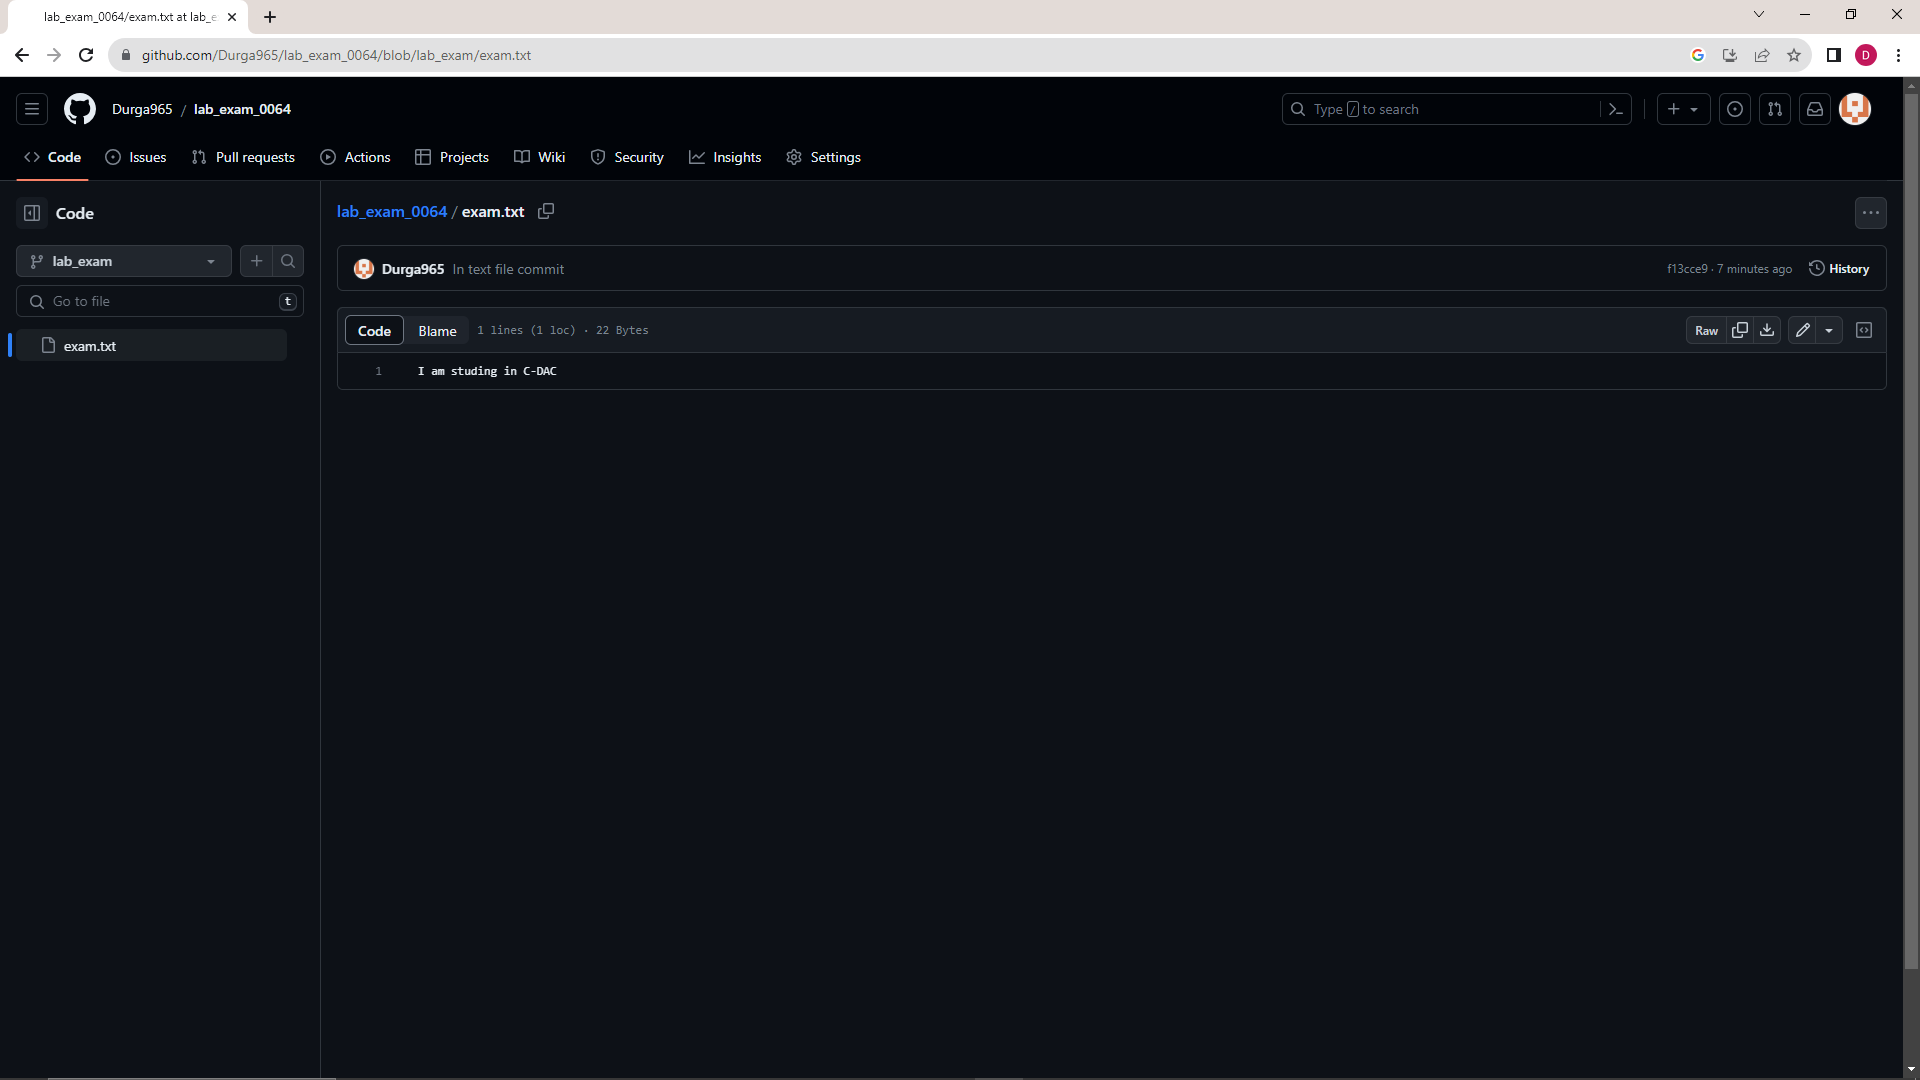 lab_exam_0064/exam.txt at lab_e
github.com/Durga965/lab_exam_0064/blob/lab_exam/exam.txt
D
Durga965 / lab_exam_0064
Type / to search
Code Issues Pull requests Actions Projects Wiki Security Insights Settings
Code
lab_exam
Go to file t
exam.txt
lab_exam_0064 / exam.txt
Durga965 In text file commit f13cce9 · 7 minutes ago History
Code Blame 1 lines (1 loc) · 22 Bytes Raw
1 I am studing in C-DAC